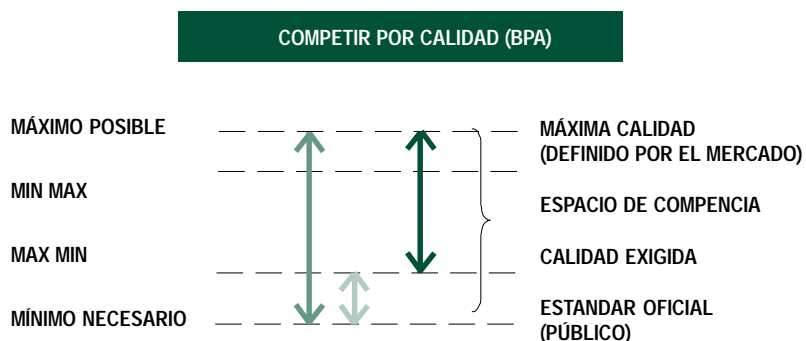 COMPETIR POR CALIDAD (BPA)
MÁXIMO POSIBLE
MIN MAX
MAX MIN
MÍNIMO NECESARIO
MÁXIMA CALIDAD
(DEFINIDO POR EL MERCADO)
ESPACIO DE COMPENCIA
CALIDAD EXIGIDA
ESTANDAR OFICIAL
(PÚBLICO)